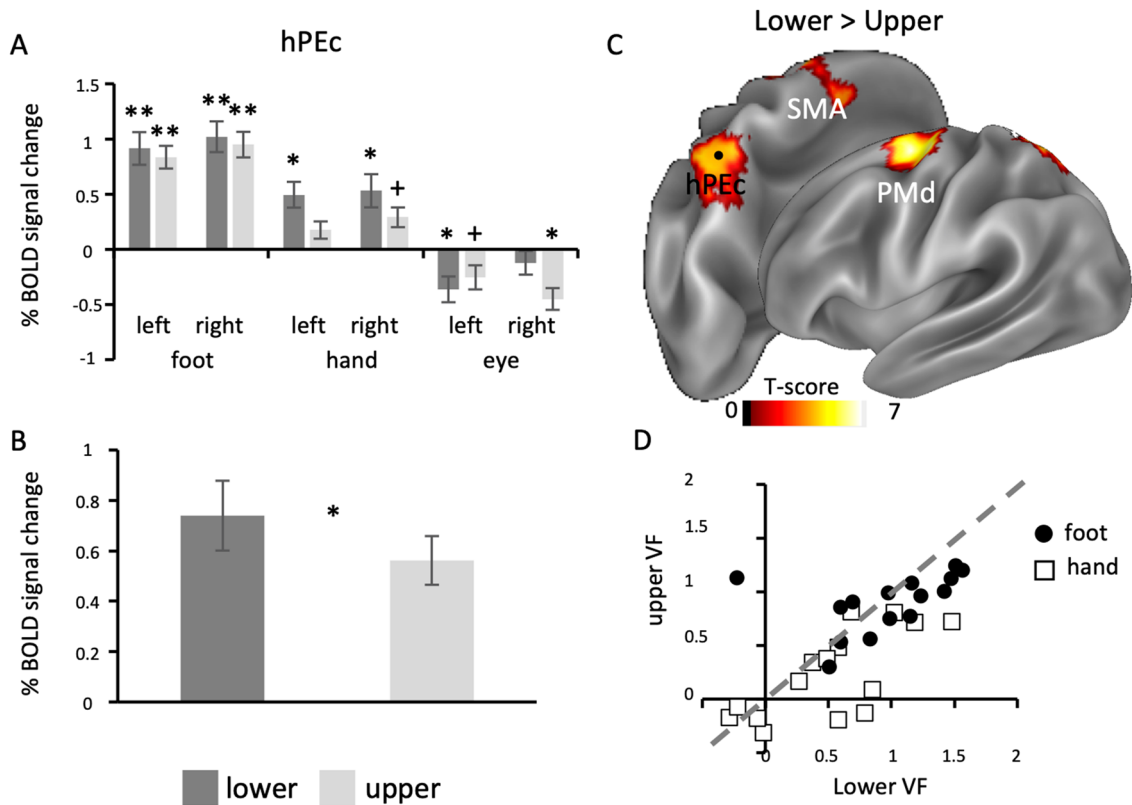 A
hPEc
% BOLD signal change
1.5
1
0.5
0
-0.5
-1
** ** ** ** * * + * + *
left right left right left right
foot hand eye
B
% BOLD signal change
1
0.8
0.6
0.4
0.2
0
*
lower upper
C
Lower > Upper
SMA
hPEc
PMd
T-score
0 7
D
upper VF
2
1.5
1
0.5
0
0 0.5 1 1.5 2
Lower VF
foot
hand